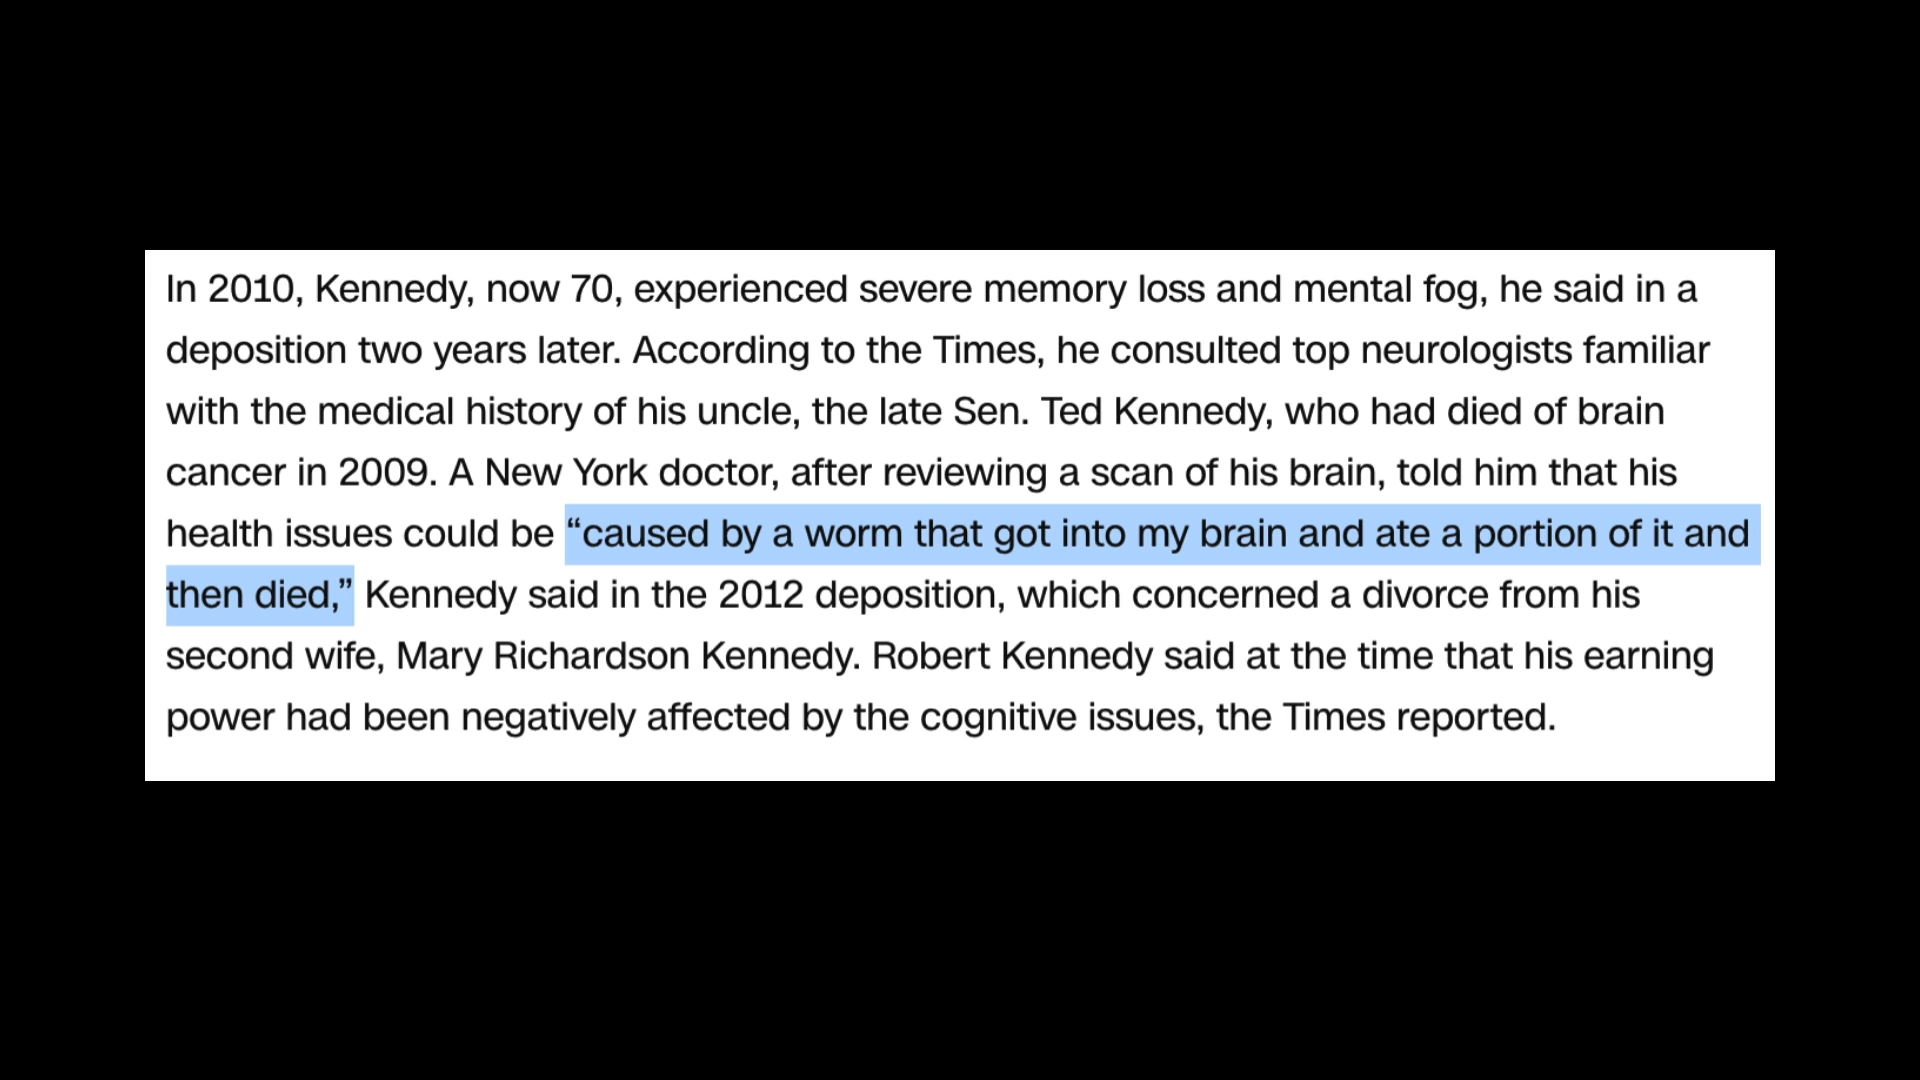 In 2010, Kennedy, now 70, experienced severe memory loss and mental fog, he said in a
deposition two years later. According to the Times, he consulted top neurologists familiar
with the medical history of his uncle, the late Sen. Ted Kennedy, who had died of brain
cancer in 2009. A New York doctor, after reviewing a scan of his brain, told him that his
health issues could be “caused by a worm that got into my brain and ate a portion of it and
then died,” Kennedy said in the 2012 deposition, which concerned a divorce from his
second wife, Mary Richardson Kennedy. Robert Kennedy said at the time that his earning
power had been negatively affected by the cognitive issues, the Times reported.